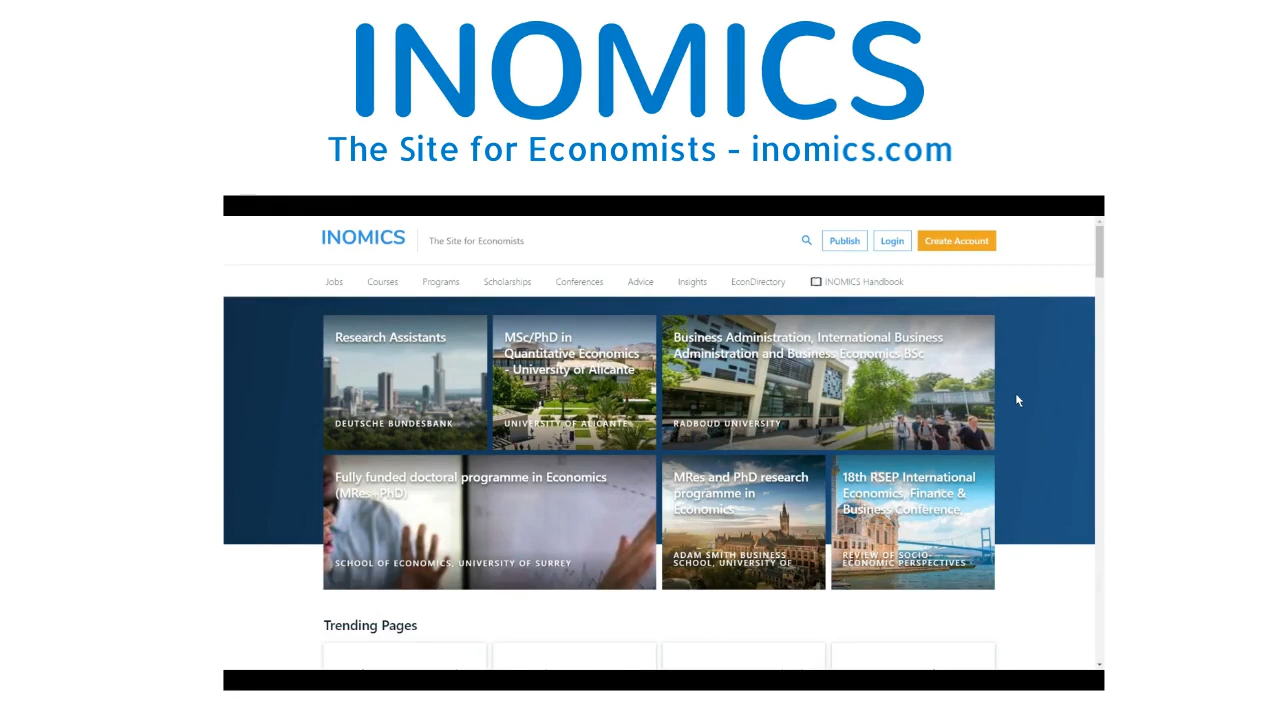 INOMICS
The Site for Economists - inomics.com
INOMICS
The Site for Economists
Publish
Login
Create Account
Jobs
Courses
Programs
Scholarships
Conferences
Advice
Insights
EconDirectory
INOMICS Handbook
Research Assistants
DEUTSCHE BUNDESBANK
MSc/PhD in
Quantitative Economics
- University of Alicante
UNIVERSITY OF ALICANTE
Business Administration, International Business
Administration and Business Economics BSc
RADBOUD UNIVERSITY
Fully funded doctoral programme in Economics
(MRes+PhD)
SCHOOL OF ECONOMICS, UNIVERSITY OF SURREY
MRes and PhD research
programme in
Economics
ADAM SMITH BUSINESS
SCHOOL, UNIVERSITY OF
18th RSEP International
Economics, Finance &
Business Conference
REVIEW OF SOCIO-
ECONOMIC PERSPECTIVES
Trending Pages